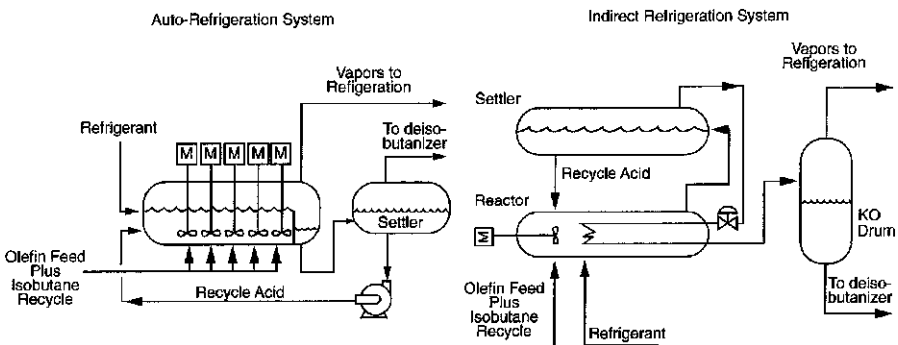 Auto-Refrigeration System
Vapors to
Refigeration
Refrigerant
To deiso-
butanizer
M M M M M
Settler
Olefin Feed
Plus
Isobutane
Recycle
Recycle Acid
Indirect Refrigeration System
Vapors to
Refigeration
Settler
Recycle Acid
Reactor
M
KO
Drum
Olefin Feed
Plus
Isobutane
Recycle
Refrigerant
To deiso-
butanizer